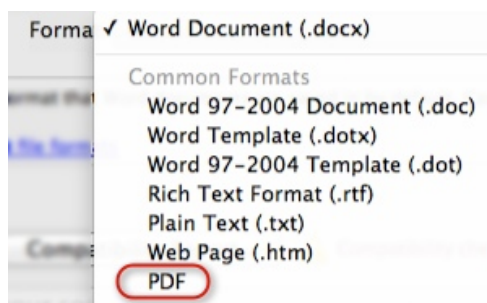 Forma ✓ Word Document (.docx)
Common Formats
Word 97-2004 Document (.doc)
Word Template (.dotx)
Word 97-2004 Template (.dot)
Rich Text Format (.rtf)
Plain Text (.txt)
Web Page (.htm)
PDF